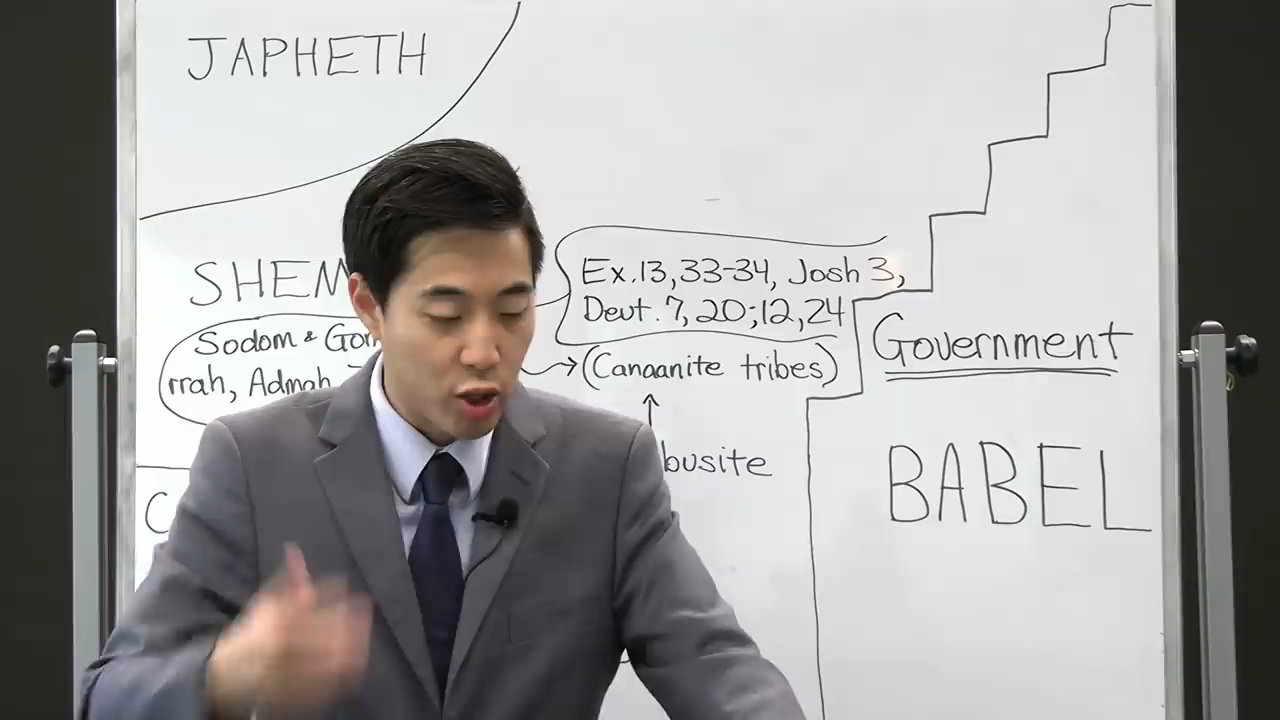 JAPHETH
SHEM
Ex.13,33-34, Josh 3,
Deut. 7, 20;12,24
Sodom & Gom
rrah, Admah
(Canaanite tribes)
Government
busite
BABEL
C